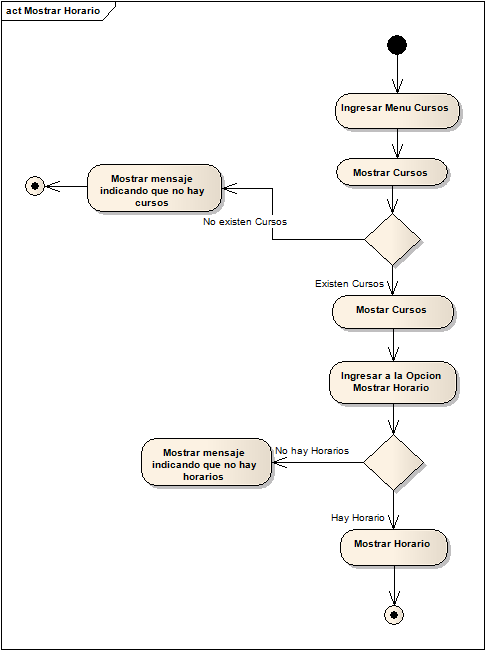 act Mostrar Horario
Ingresar Menu Cursos
Mostrar Cursos
Mostrar mensaje
indicando que no hay
cursos
No existen Cursos
Existen Cursos
Mostar Cursos
Ingresar a la Opcion
Mostrar Horario
No hay Horarios
Mostrar mensaje
indicando que no hay
horarios
Hay Horario
Mostrar Horario